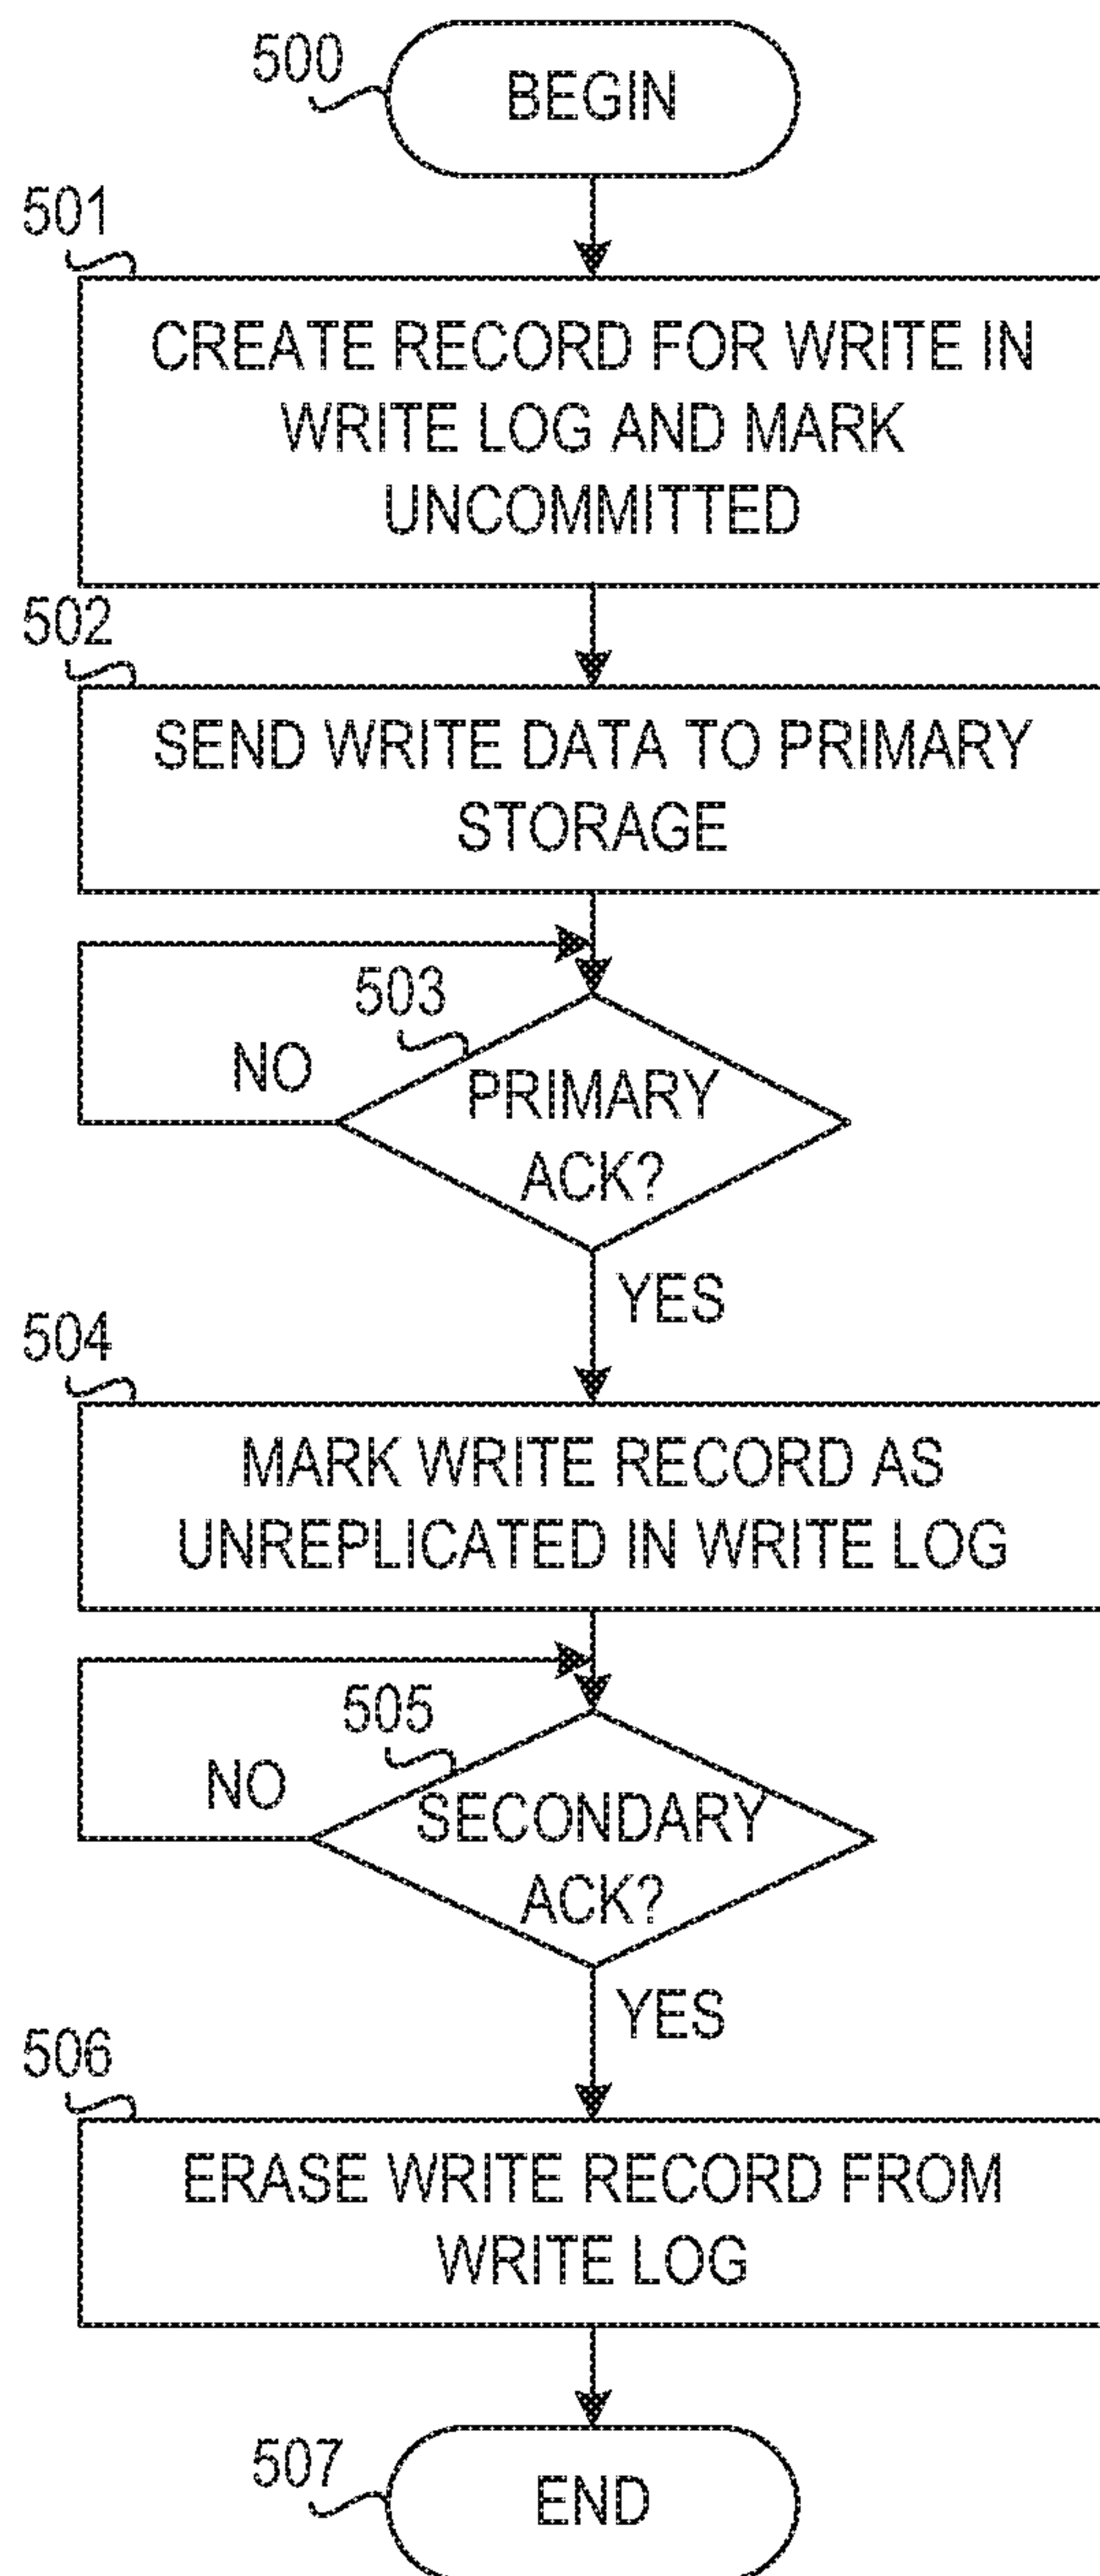 500
BEGIN
501
CREATE RECORD FOR WRITE IN
WRITE LOG AND MARK
UNCOMMITTED
502
SEND WRITE DATA TO PRIMARY
STORAGE
503
NO
PRIMARY
ACK?
YES
504
MARK WRITE RECORD AS
UNREPLICATED IN WRITE LOG
505
NO
SECONDARY
ACK?
YES
506
ERASE WRITE RECORD FROM
WRITE LOG
507
END